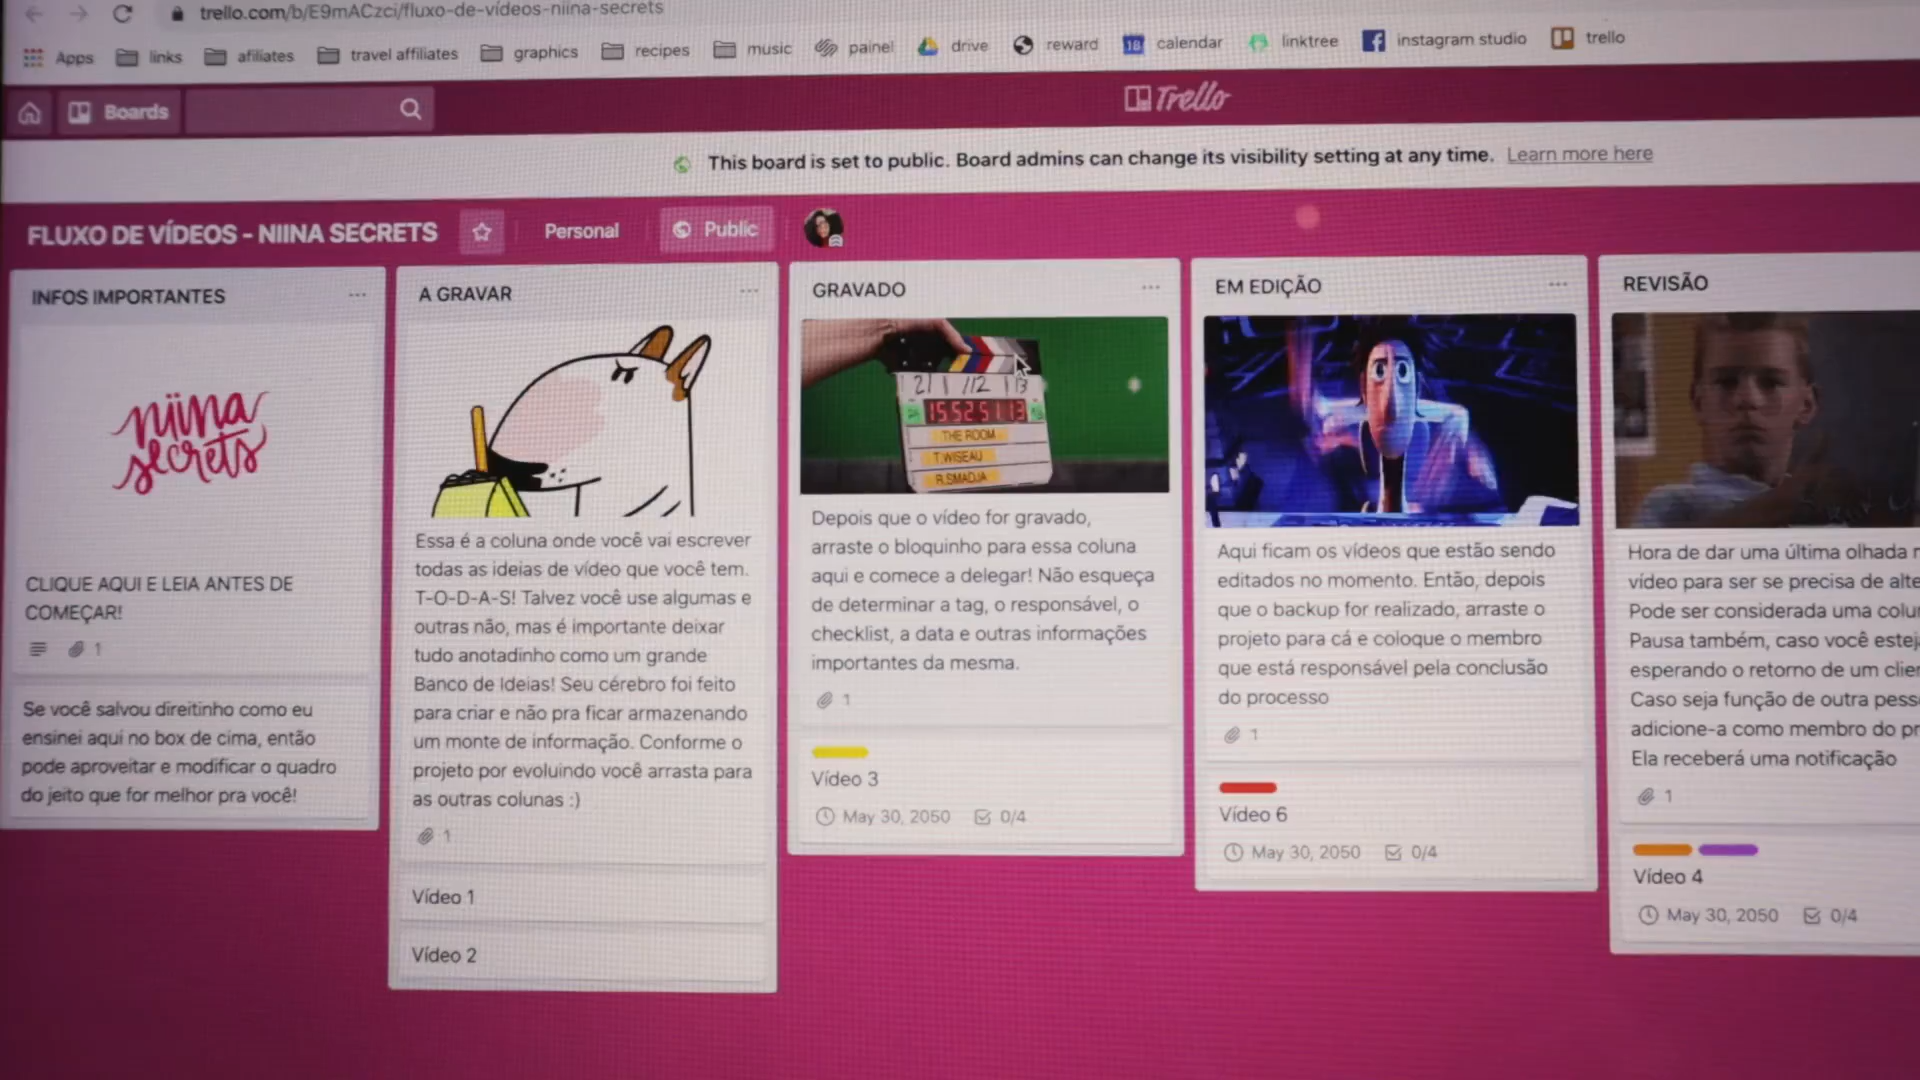 trello.com/b/E9mACzci/fluxo-de-vídeos-niina-secrets
Apps links afiliates travel affiliates graphics recipes music painel drive reward 18 calendar linktree instagram studio trello
Boards
Trello
This board is set to public. Board admins can change its visibility setting at any time. Learn more here
FLUXO DE VÍDEOS - NIINA SECRETS
Personal
Public
INFOS IMPORTANTES
niina
secrets
CLIQUE AQUI E LEIA ANTES DE
COMEÇAR!
1
Se você salvou direitinho como eu
ensinei aqui no box de cima, então
pode aproveitar e modificar o quadro
do jeito que for melhor pra você!
A GRAVAR
Essa é a coluna onde você vai escrever
todas as ideias de vídeo que você tem.
T-O-D-A-S! Talvez você use algumas e
outras não, mas é importante deixar
tudo anotadinho como um grande
Banco de Ideias! Seu cérebro foi feito
para criar e não pra ficar armazenando
um monte de informação. Conforme o
projeto por evoluindo você arrasta para
as outras colunas :)
1
Vídeo 1
Vídeo 2
GRAVADO
21 12 13
15525113
THE ROOM
T.WISEAU
R.SMADJA
Depois que o vídeo for gravado,
arraste o bloquinho para essa coluna
aqui e comece a delegar! Não esqueça
de determinar a tag, o responsável, o
checklist, a data e outras informações
importantes da mesma.
1
Vídeo 3
May 30, 2050 0/4
EM EDIÇÃO
Aqui ficam os vídeos que estão sendo
editados no momento. Então, depois
que o backup for realizado, arraste o
projeto para cá e coloque o membro
que está responsável pela conclusão
do processo
1
Vídeo 6
May 30, 2050 0/4
REVISÃO
Hora de dar uma última olhada
vídeo para ser se precisa de alte
Pode ser considerada uma colu
Pausa também, caso você estej
esperando o retorno de um clie
Caso seja função de outra pess
adicione-a como membro do pr
Ela receberá uma notificação
1
Vídeo 4
May 30, 2050 0/4